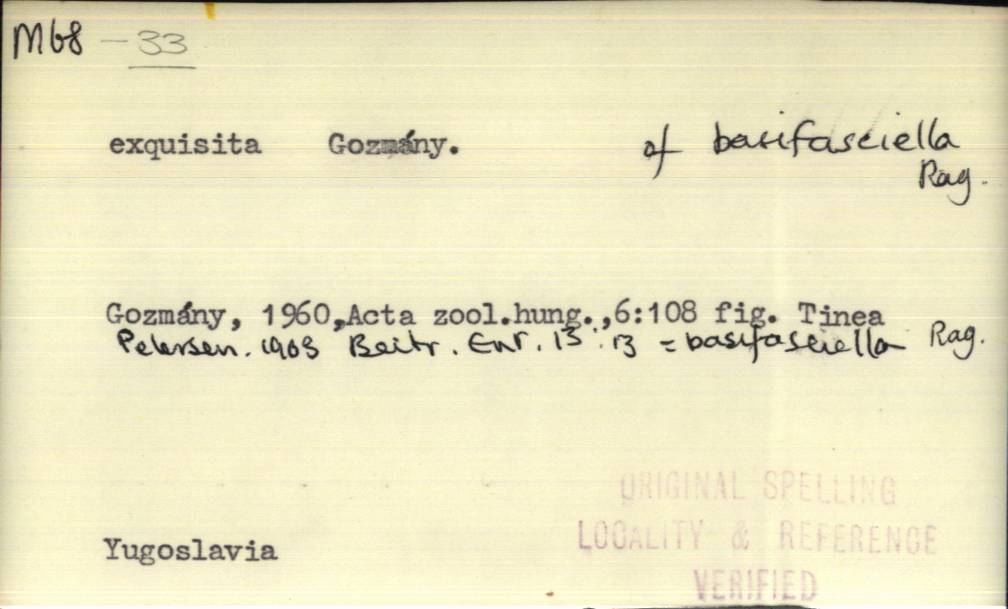 M68 - 33
exquisita Gozmány. of basifasciella
Rag.
Gozmány, 1960, Acta zool.hung.,6:108 fig. Tinea
Petersen. 1963 Beitr. Ent. 13 : 13 = basifasciella Rag.
ORIGINAL SPELLING
LOCALITY & REFERENCE
VERIFIED
Yugoslavia